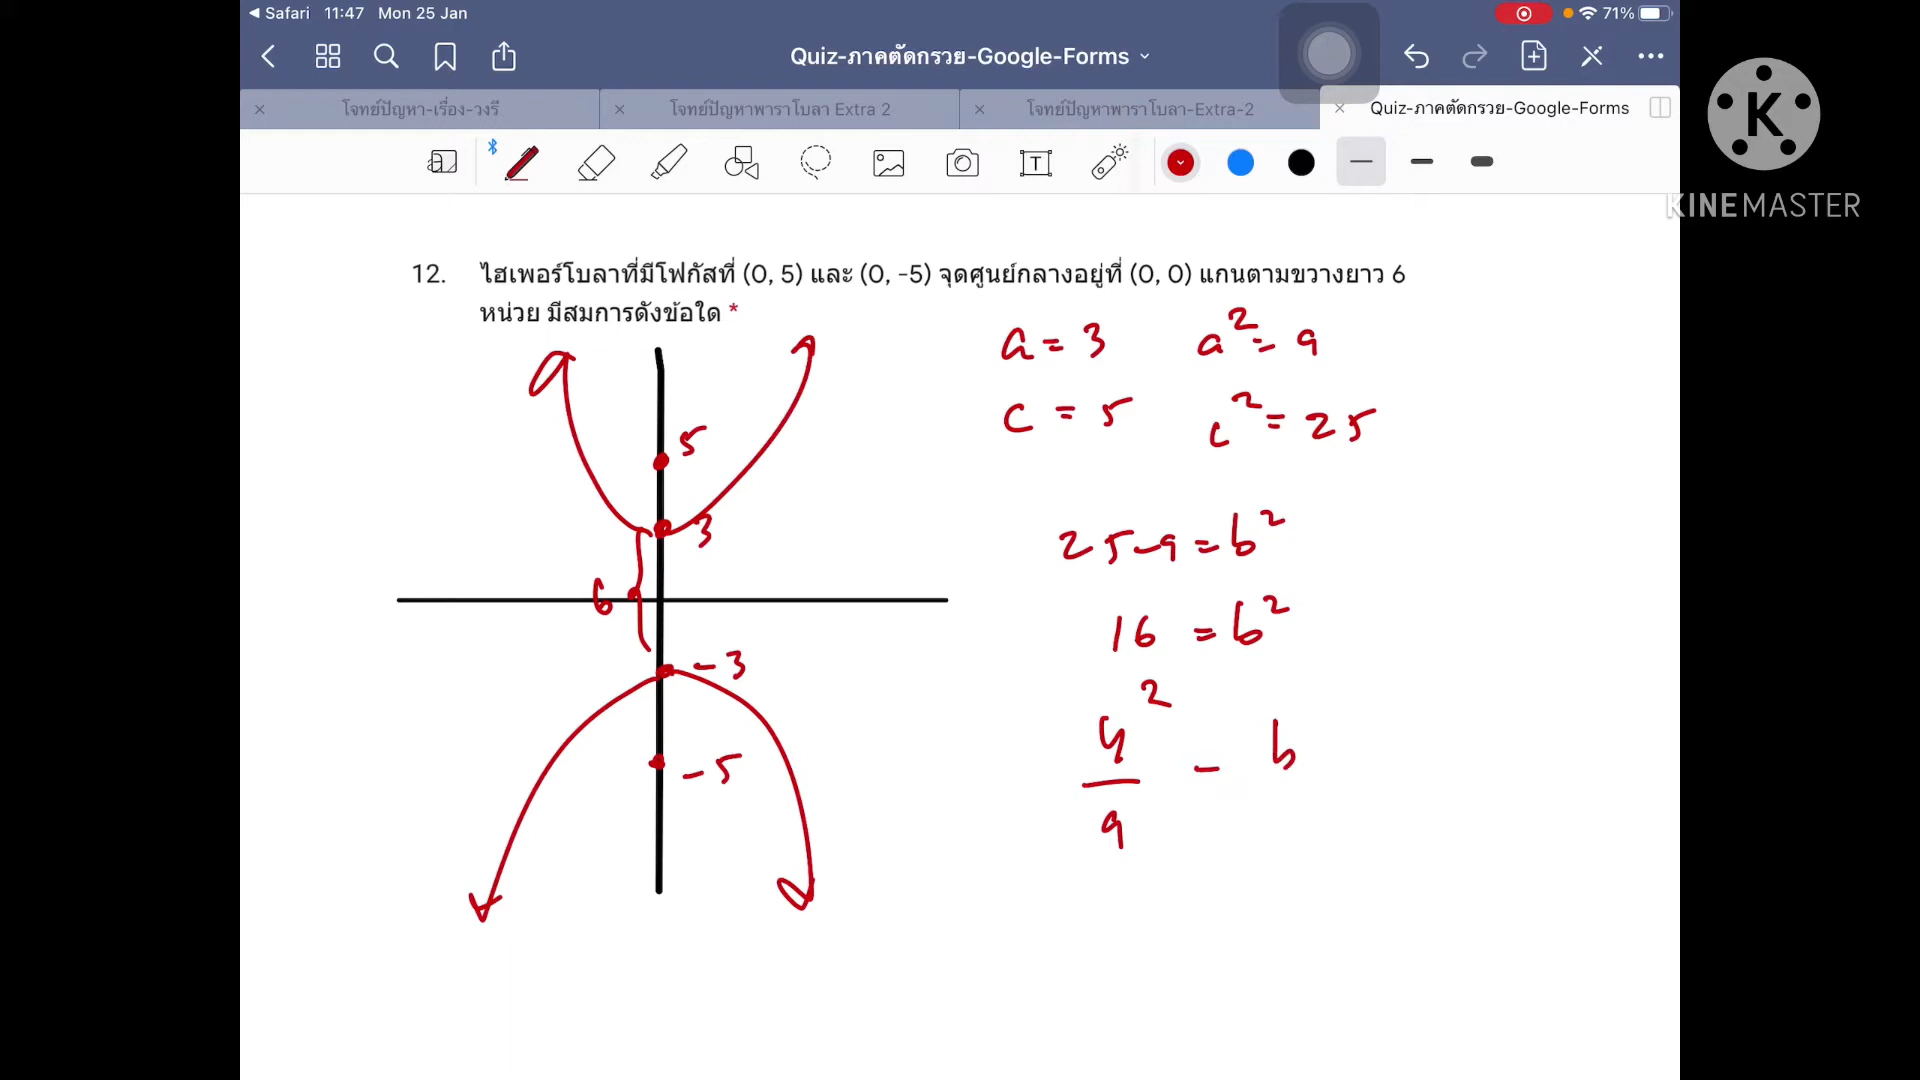 Safari 11:47 Mon 25 Jan 71%
Quiz-ภาคตัดกรวย-Google-Forms
โจทย์ปัญหา-เรื่อง-วงรี
โจทย์ปัญหาพาราโบลา Extra 2
โจทย์ปัญหาพาราโบลา-Extra-2
Quiz-ภาคตัดกรวย-Google-Forms
K
KINEMASTER
T
12. ไฮเพอร์โบลาที่มีโฟกัสที่ (0, 5) และ (0, -5) จุดศูนย์กลางอยู่ที่ (0, 0) แกนตามขวางยาว 6
หน่วย มีสมการดังข้อใด *
a = 3 a² = 9
c = 5 c² = 25
5
3
25-9 = b²
6
16 = b²
-3
y²/9 - b
-5